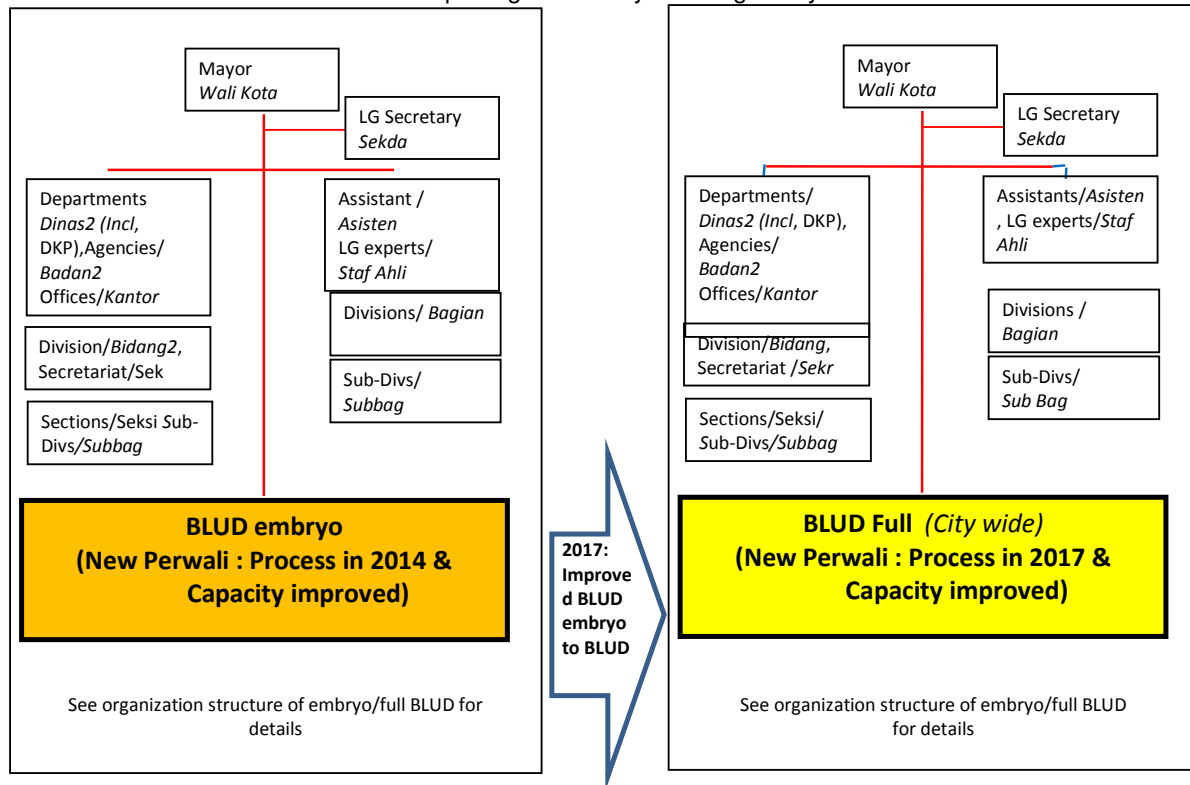 Mayor
Wali Kota
LG Secretary
Sekda
Departments
Dinas2 (Incl,
DKP),Agencies/
Badan2
Offices/Kantor
Assistant /
Asisten
LG experts/
Staf Ahli
Divisions/ Bagian
Division/Bidang2,
Secretariat/Sek
Sub-Divs/
Subbag
Sections/Seksi Sub-
Divs/Subbag
BLUD embryo
(New Perwali : Process in 2014 &
Capacity improved)
See organization structure of embryo/full BLUD for
details
2017:
Improve
d BLUD
embryo
to BLUD
Mayor
Wali Kota
LG Secretary
Sekda
Departments/
Dinas2 (Incl, DKP),
Agencies/
Badan2
Offices/Kantor
Assistants/Asisten
, LG experts/Staf
Ahli
Divisions /
Bagian
Division/Bidang,
Secretariat /Sekr
Sub-Divs/
Sub Bag
Sections/Seksi/
Sub-Divs/Subbag
BLUD Full (City wide)
(New Perwali : Process in 2017 &
Capacity improved)
See organization structure of embryo/full BLUD
for details